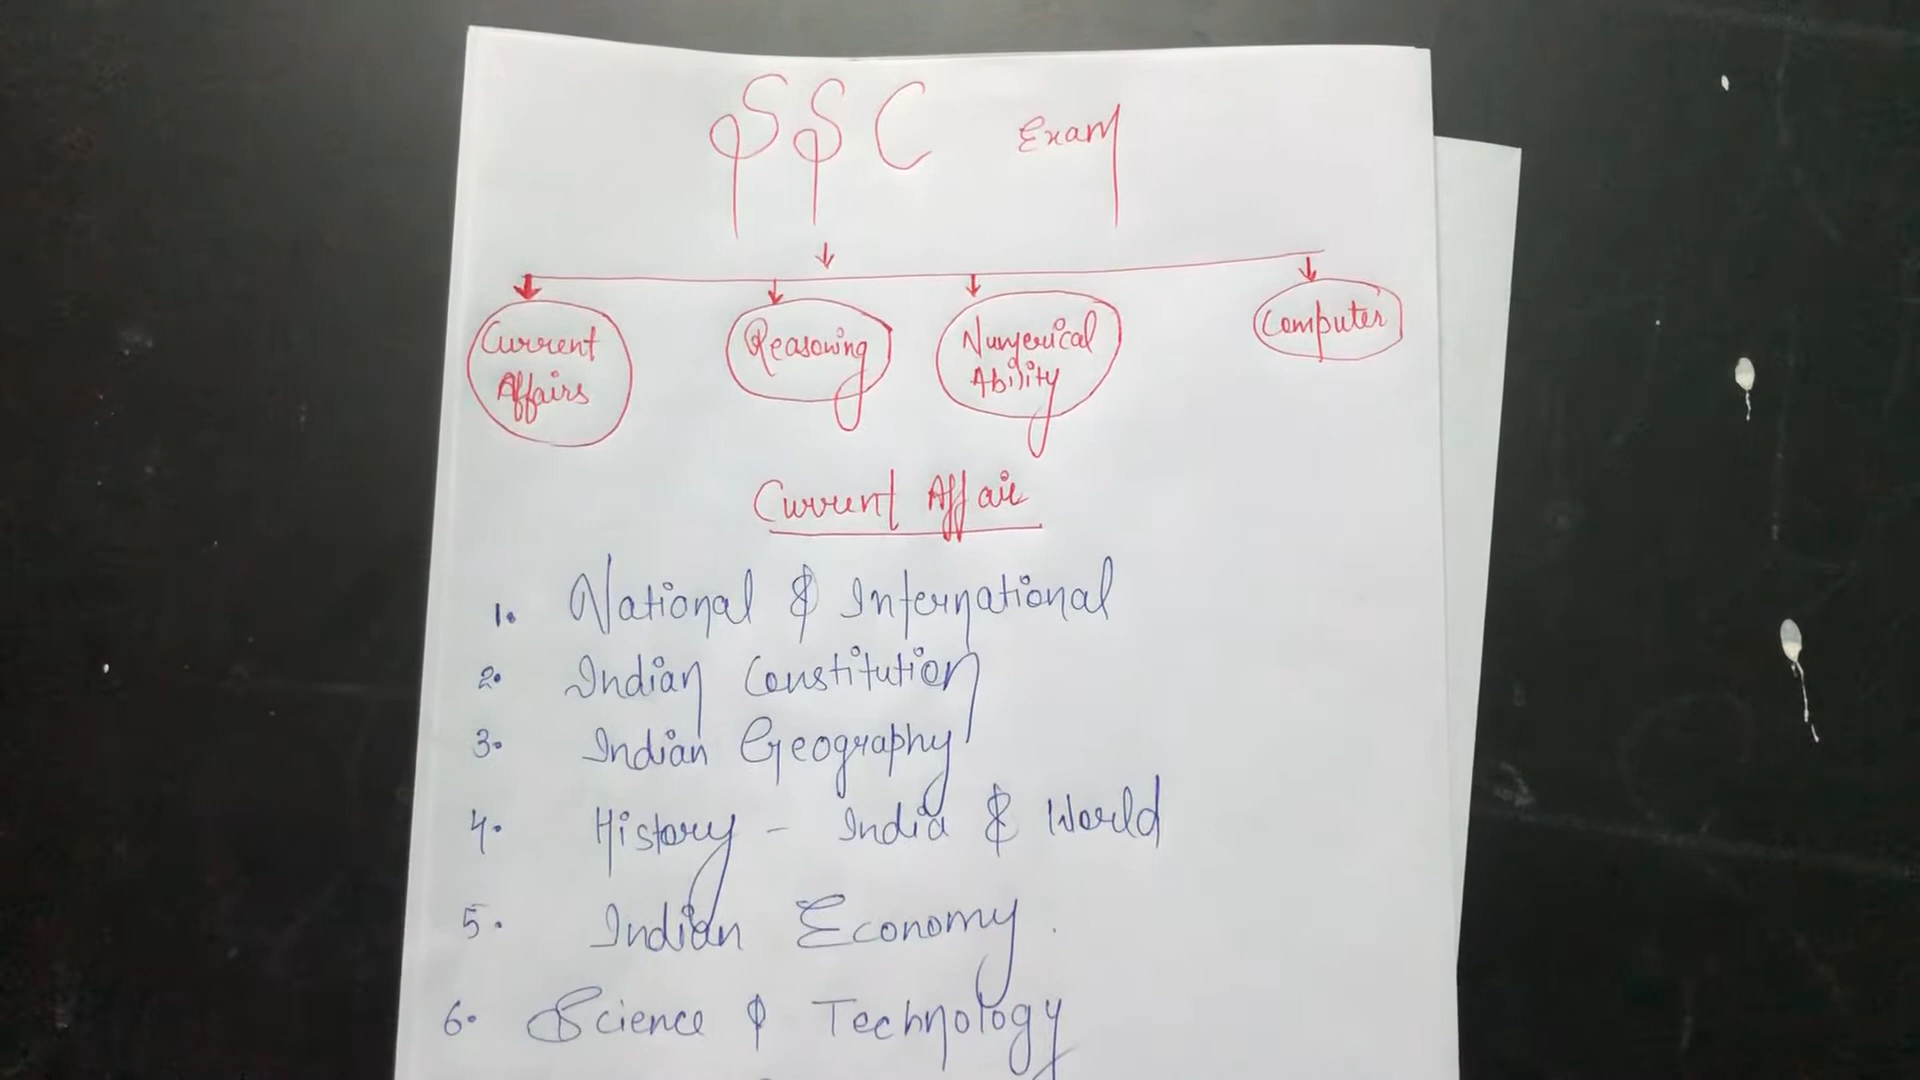 SSC Exam
Current Affairs
Reasoning
Numerical Ability
Computer
Current Affair
1. National & International
2. Indian Constitution
3. Indian Geography
4. History - India & World
5. Indian Economy.
6. Science & Technology